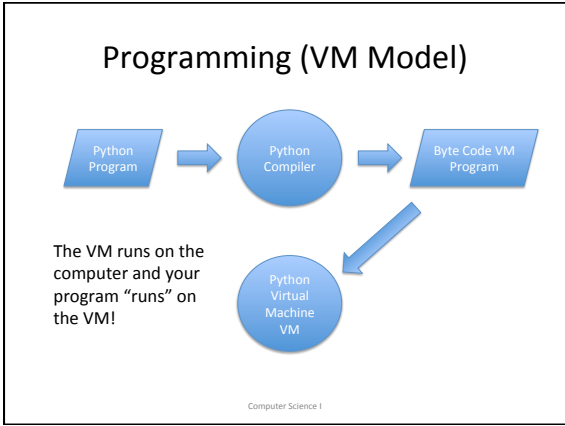 Programming (VM Model)
Python
Program
Python
Compiler
Byte Code VM
Program
The VM runs on the
computer and your
program “runs” on
the VM!
Python
Virtual
Machine
VM
Computer Science I